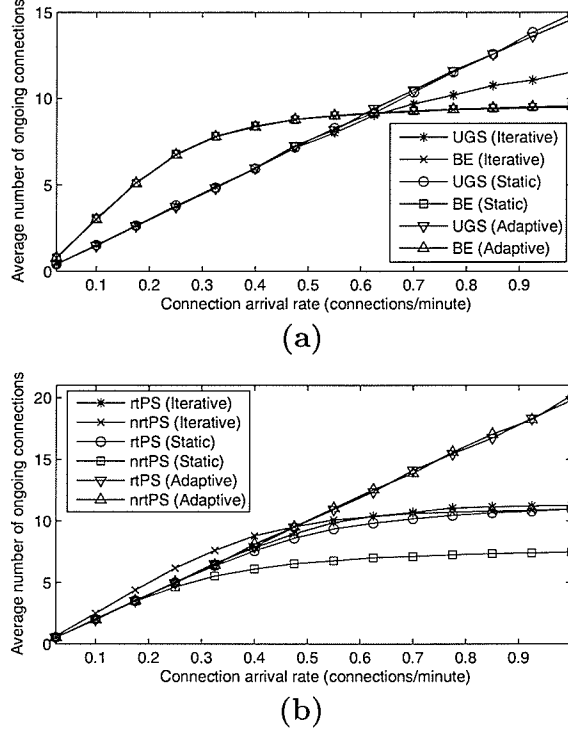 15
10
5
0
Average number of ongoing connections
UGS (Iterative)
BE (Iterative)
UGS (Static)
BE (Static)
UGS (Adaptive)
BE (Adaptive)
0.1 0.2 0.3 0.4 0.5 0.6 0.7 0.8 0.9
Connection arrival rate (connections/minute)
(a)
20
15
10
5
0
Average number of ongoing connections
rtPS (Iterative)
nrtPS (Iterative)
rtPS (Static)
nrtPS (Static)
rtPS (Adaptive)
nrtPS (Adaptive)
0.1 0.2 0.3 0.4 0.5 0.6 0.7 0.8 0.9
Connection arrival rate (connections/minute)
(b)